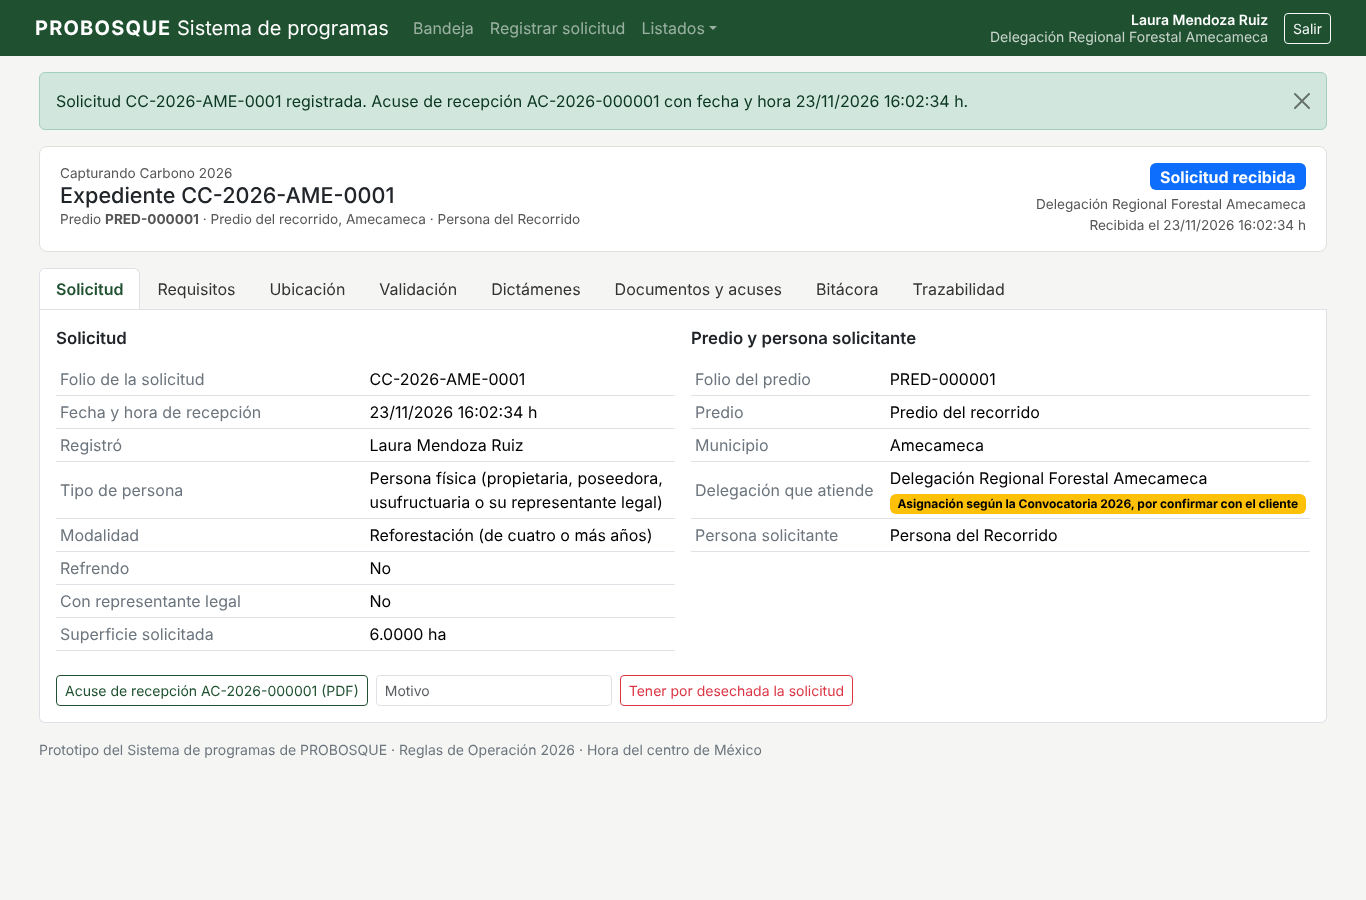 PROBOSQUE Sistema de programas
Bandeja
Registrar solicitud
Listados
Laura Mendoza Ruiz
Delegación Regional Forestal Amecameca
Salir
Solicitud CC-2026-AME-0001 registrada. Acuse de recepción AC-2026-000001 con fecha y hora 23/11/2026 16:02:34 h.
Capturando Carbono 2026
Expediente CC-2026-AME-0001
Predio PRED-000001 · Predio del recorrido, Amecameca · Persona del Recorrido
Solicitud recibida
Delegación Regional Forestal Amecameca
Recibida el 23/11/2026 16:02:34 h
Solicitud
Requisitos
Ubicación
Validación
Dictámenes
Documentos y acuses
Bitácora
Trazabilidad
Solicitud
Folio de la solicitud CC-2026-AME-0001
Fecha y hora de recepción 23/11/2026 16:02:34 h
Registró Laura Mendoza Ruiz
Tipo de persona Persona física (propietaria, poseedora,
usufructuaria o su representante legal)
Modalidad Reforestación (de cuatro o más años)
Refrendo No
Con representante legal No
Superficie solicitada 6.0000 ha
Predio y persona solicitante
Folio del predio PRED-000001
Predio Predio del recorrido
Municipio Amecameca
Delegación que atiende Delegación Regional Forestal Amecameca
Asignación según la Convocatoria 2026, por confirmar con el cliente
Persona solicitante Persona del Recorrido
Acuse de recepción AC-2026-000001 (PDF)
Motivo
Tener por desechada la solicitud
Prototipo del Sistema de programas de PROBOSQUE · Reglas de Operación 2026 · Hora del centro de México